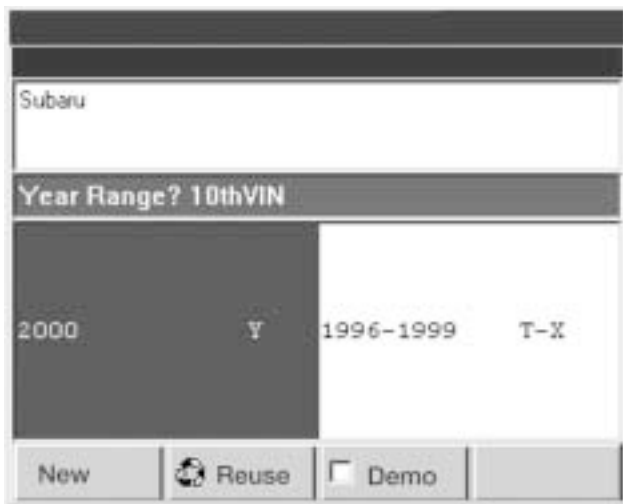 Subaru
Year Range? 10thVIN
2000 Y 1996-1999 T-X
New Reuse Demo